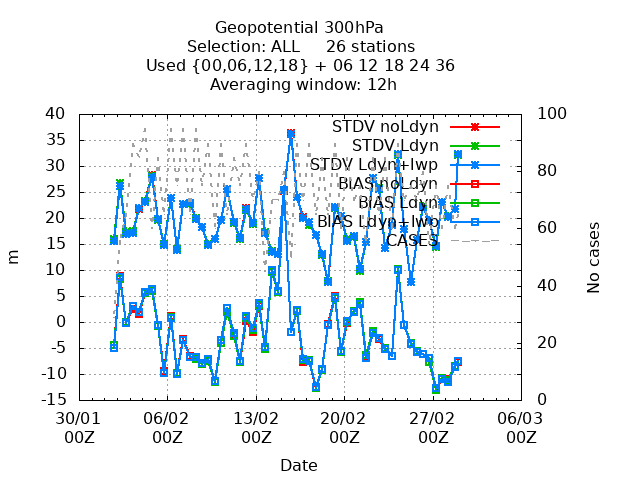 Geopotential 300hPa
Selection: ALL     26 stations
Used {00,06,12,18} + 06 12 18 24 36
Averaging window: 12h
40
35
30
25
20
15
10
5
0
-5
-10
-15
m
100
80
60
40
20
0
No cases
STDV noLdyn
STDV Ldyn
STDV Ldyn+lwp
BIAS noLdyn
BIAS Ldyn
BIAS Ldyn+lwp
CASES
30/01 06/02 13/02 20/02 27/02 06/03
00Z 00Z 00Z 00Z 00Z 00Z
Date